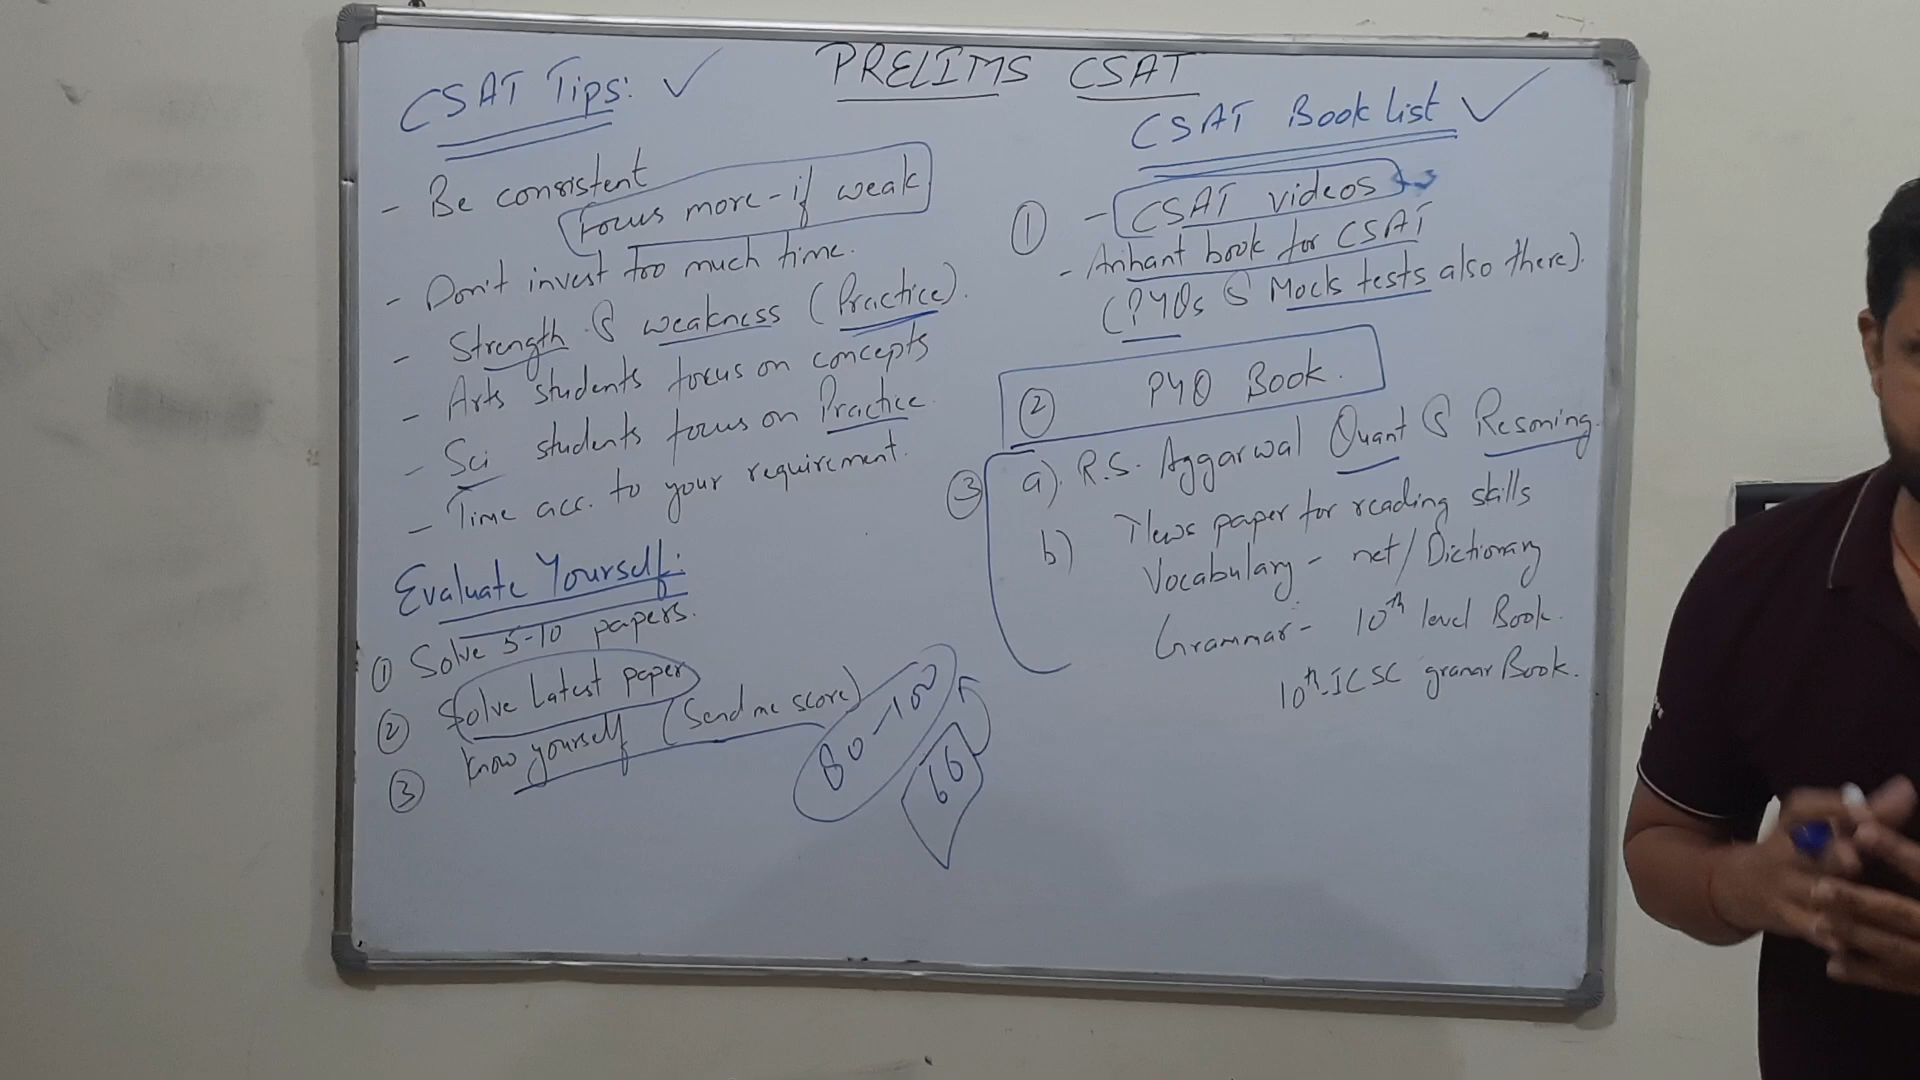 PRELIMS CSAT
CSAT Tips: ✓
- Be consistent
Focus more - if weak
- Don't invest too much time.
- Strength & weakness (Practice).
- Arts students focus on concepts
- Sci students focus on Practice.
- Time acc. to your requirement.
Evaluate Yourself:
① Solve 5-10 papers.
② Solve Latest paper
(Send me score)
③ Know yourself
80-100
66
CSAT Book List ✓
① - CSAT videos
- Arihant book for CSAT
(PYQs & Mocks tests also there).
② PYQ Book.
③ a). R.S. Aggarwal Quant & Resoning.
b) News paper for reading skills
Vocabulary - net/Dictionary
Grammar - 10th level Book.
10th ICSC gramar Book.